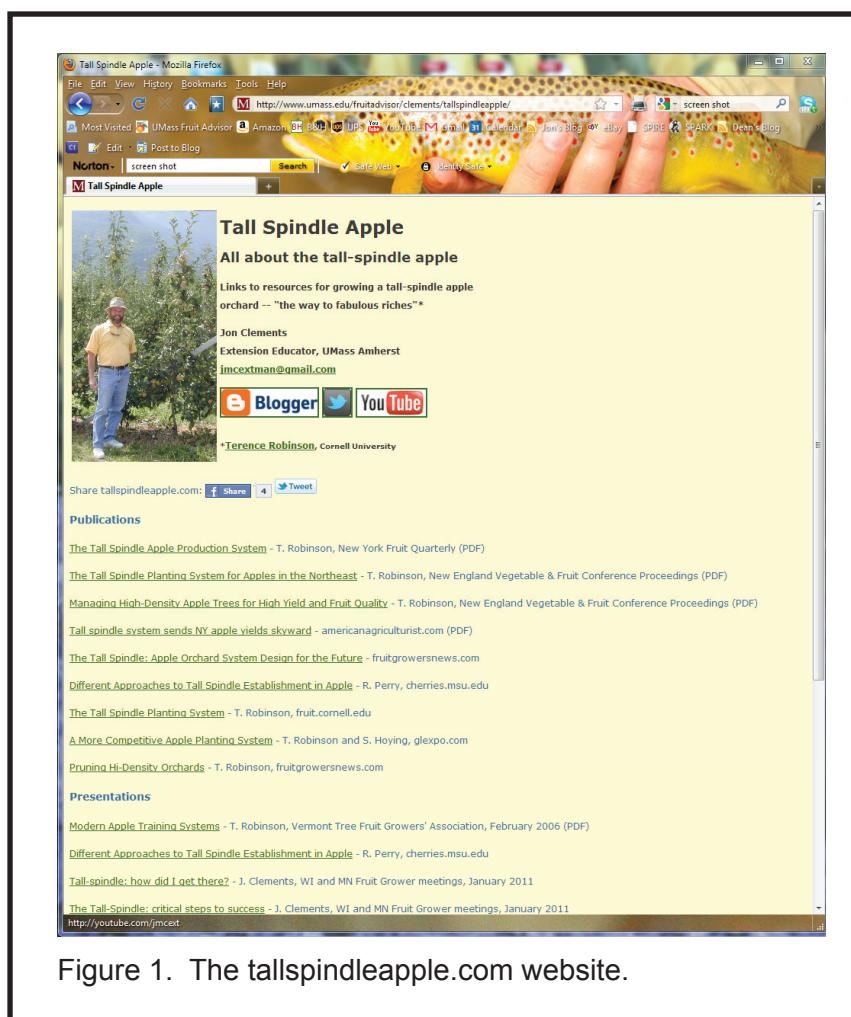 Tall Spindle Apple - Mozilla Firefox
File Edit View History Bookmarks Tools Help
http://www.umass.edu/fruitadvisor/clements/tallspindleapple/
screen shot
Most Visited UMass Fruit Advisor Amazon BH B&H UPS YouTube Gmail 31 Calendar Jon's Blog eBay SPIRE SPARK Dean's Blog
Edit Post to Blog
Norton screen shot Search Safe Web Identity Safe
Tall Spindle Apple
Tall Spindle Apple
All about the tall-spindle apple
Links to resources for growing a tall-spindle apple
orchard -- "the way to fabulous riches"*
Jon Clements
Extension Educator, UMass Amherst
jmcextman@gmail.com
Blogger You Tube
*Terence Robinson, Cornell University
Share tallspindleapple.com: f Share 4 Tweet
Publications
The Tall Spindle Apple Production System - T. Robinson, New York Fruit Quarterly (PDF)
The Tall Spindle Planting System for Apples in the Northeast - T. Robinson, New England Vegetable & Fruit Conference Proceedings (PDF)
Managing High-Density Apple Trees for High Yield and Fruit Quality - T. Robinson, New England Vegetable & Fruit Conference Proceedings (PDF)
Tall spindle system sends NY apple yields skyward - americanagriculturist.com (PDF)
The Tall Spindle: Apple Orchard System Design for the Future - fruitgrowersnews.com
Different Approaches to Tall Spindle Establishment in Apple - R. Perry, cherries.msu.edu
The Tall Spindle Planting System - T. Robinson, fruit.cornell.edu
A More Competitive Apple Planting System - T. Robinson and S. Hoying, glexpo.com
Pruning Hi-Density Orchards - T. Robinson, fruitgrowersnews.com
Presentations
Modern Apple Training Systems - T. Robinson, Vermont Tree Fruit Growers' Association, February 2006 (PDF)
Different Approaches to Tall Spindle Establishment in Apple - R. Perry, cherries.msu.edu
Tall-spindle: how did I get there? - J. Clements, WI and MN Fruit Grower meetings, January 2011
The Tall-Spindle: critical steps to success - J. Clements, WI and MN Fruit Grower meetings, January 2011
http://youtube.com/jmcext
Figure 1. The tallspindleapple.com website.